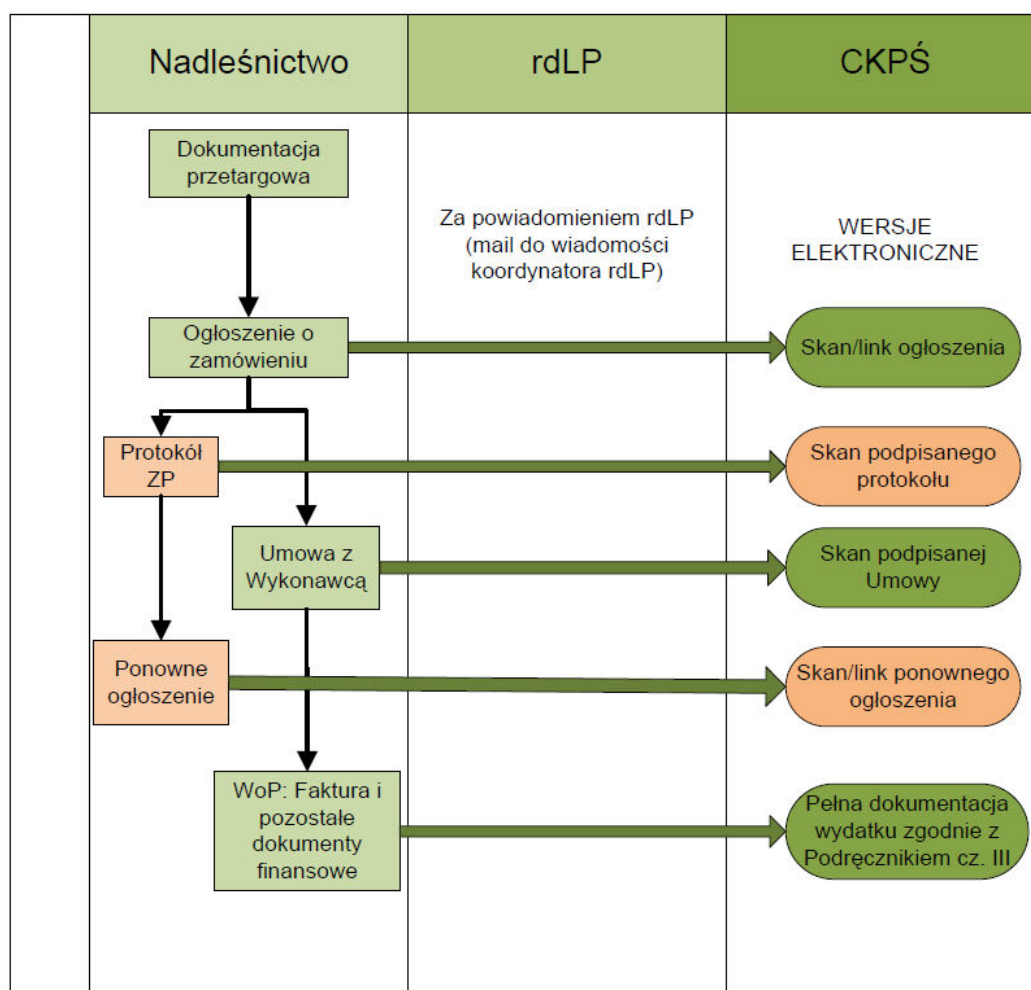 Nadleśnictwo
rdLP
CKPŚ
Dokumentacja
przetargowa
Za powiadomieniem rdLP
(mail do wiadomości
koordynatora rdLP)
WERSJE
ELEKTRONICZNE
Ogłoszenie o
zamówieniu
Skan/link ogłoszenia
Protokół
ZP
Skan podpisanego
protokołu
Umowa z
Wykonawcą
Skan podpisanej
Umowy
Ponowne
ogłoszenie
Skan/link ponownego
ogłoszenia
WoP: Faktura i
pozostałe
dokumenty
finansowe
Pełna dokumentacja
wydatku zgodnie z
Podręcznikiem cz. III